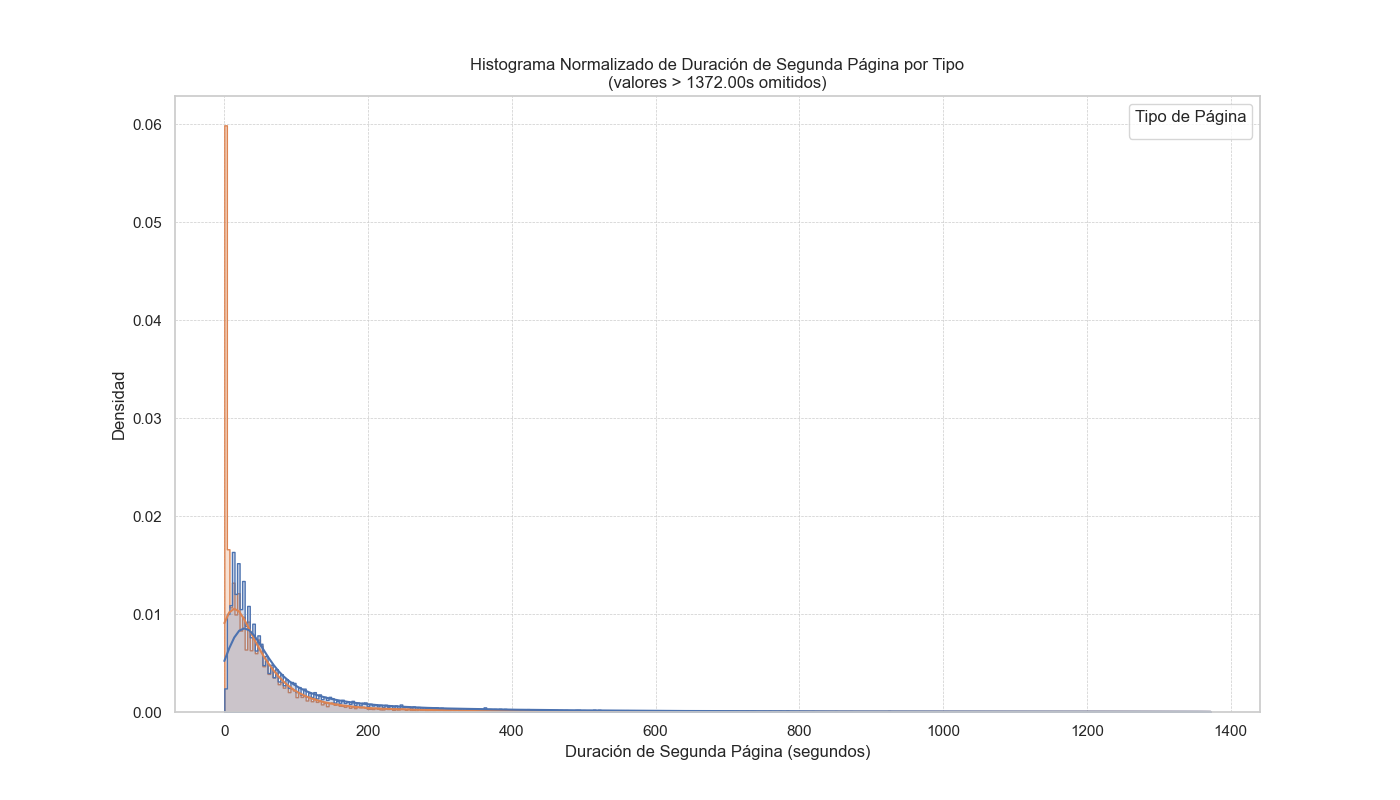 Histograma Normalizado de Duración de Segunda Página por Tipo
(valores > 1372.00s omitidos)
Tipo de Página
0.06
0.05
0.04
0.03
0.02
0.01
0.00
Densidad
0 200 400 600 800 1000 1200 1400
Duración de Segunda Página (segundos)